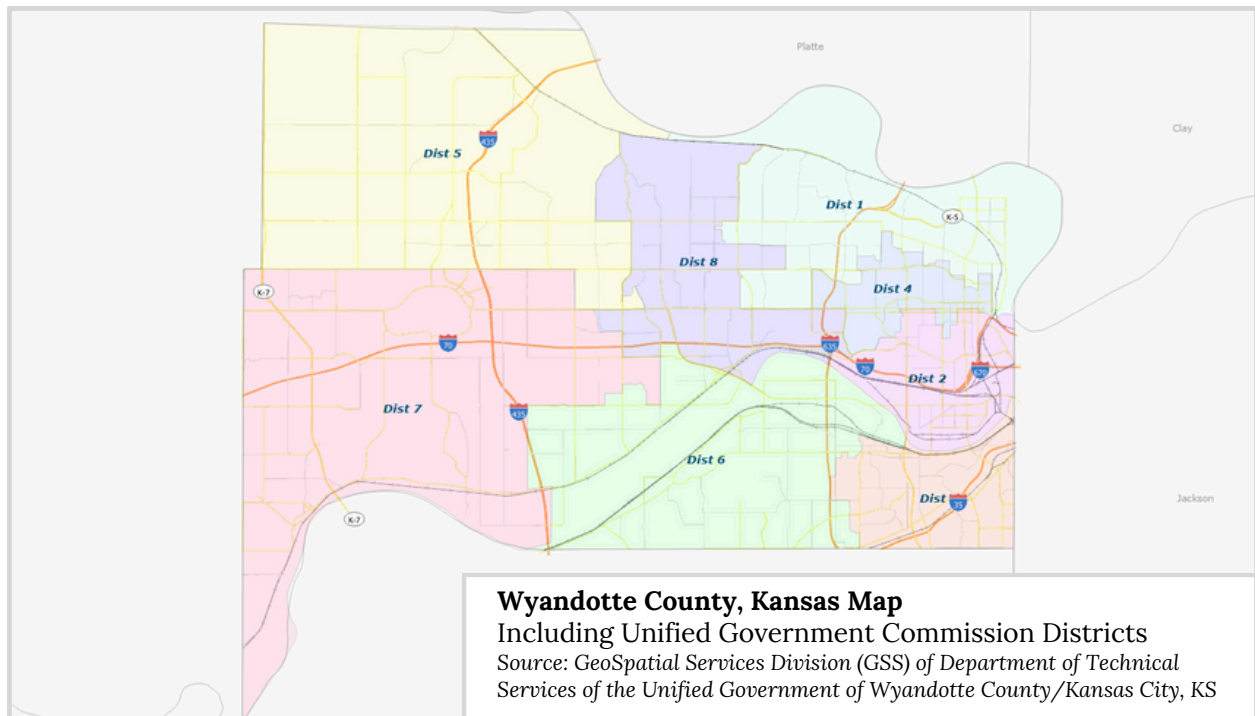 Platte
Clay
435
Dist 5
Dist 1
K-5
Dist 8
Dist 4
K-7
70
635
70
670
Dist 2
Dist 7
435
Dist 6
Dist
35
Jackson
K-7
Wyandotte County, Kansas Map
Including Unified Government Commission Districts
Source: GeoSpatial Services Division (GSS) of Department of Technical
Services of the Unified Government of Wyandotte County/Kansas City, KS